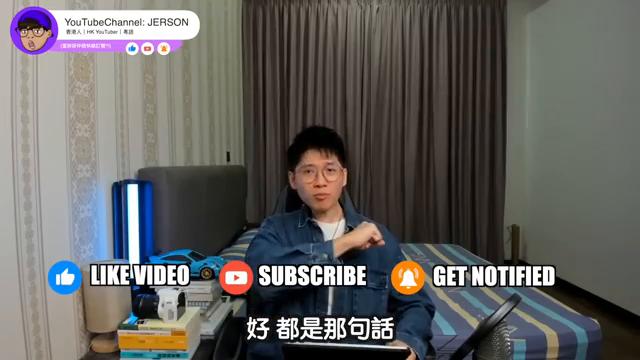 YouTubeChannel: JERSON
香港人 | HK YouTuber | 粵語
LIKE VIDEO
SUBSCRIBE
GET NOTIFIED
好 都是那句話